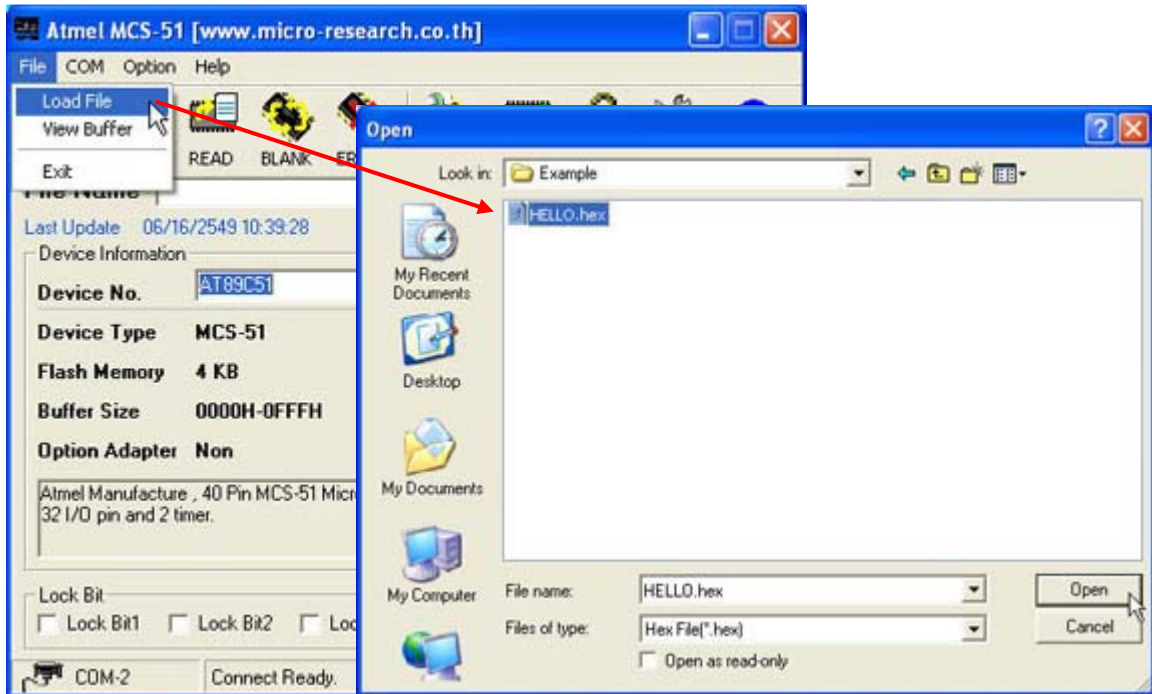 Atmel MCS-51 [www.micro-research.co.th]
File COM Option Help
Load File
View Buffer
Exit
READ BLANK
File Name
Last Update 06/16/2549 10:39:28
Device Information
Device No. AT89C51
Device Type MCS-51
Flash Memory 4 KB
Buffer Size 0000H-0FFFH
Option Adapter Non
Atmel Manufacture , 40 Pin MCS-51
32 I/O pin and 2 timer.
Lock Bit
Lock Bit1 Lock Bit2
COM-2 Connect Ready.
Open
Look in: Example
HELLO.hex
My Recent
Documents
Desktop
My Documents
My Computer
File name: HELLO.hex
Open
Files of type: Hex File(*.hex)
Cancel
Open as read-only